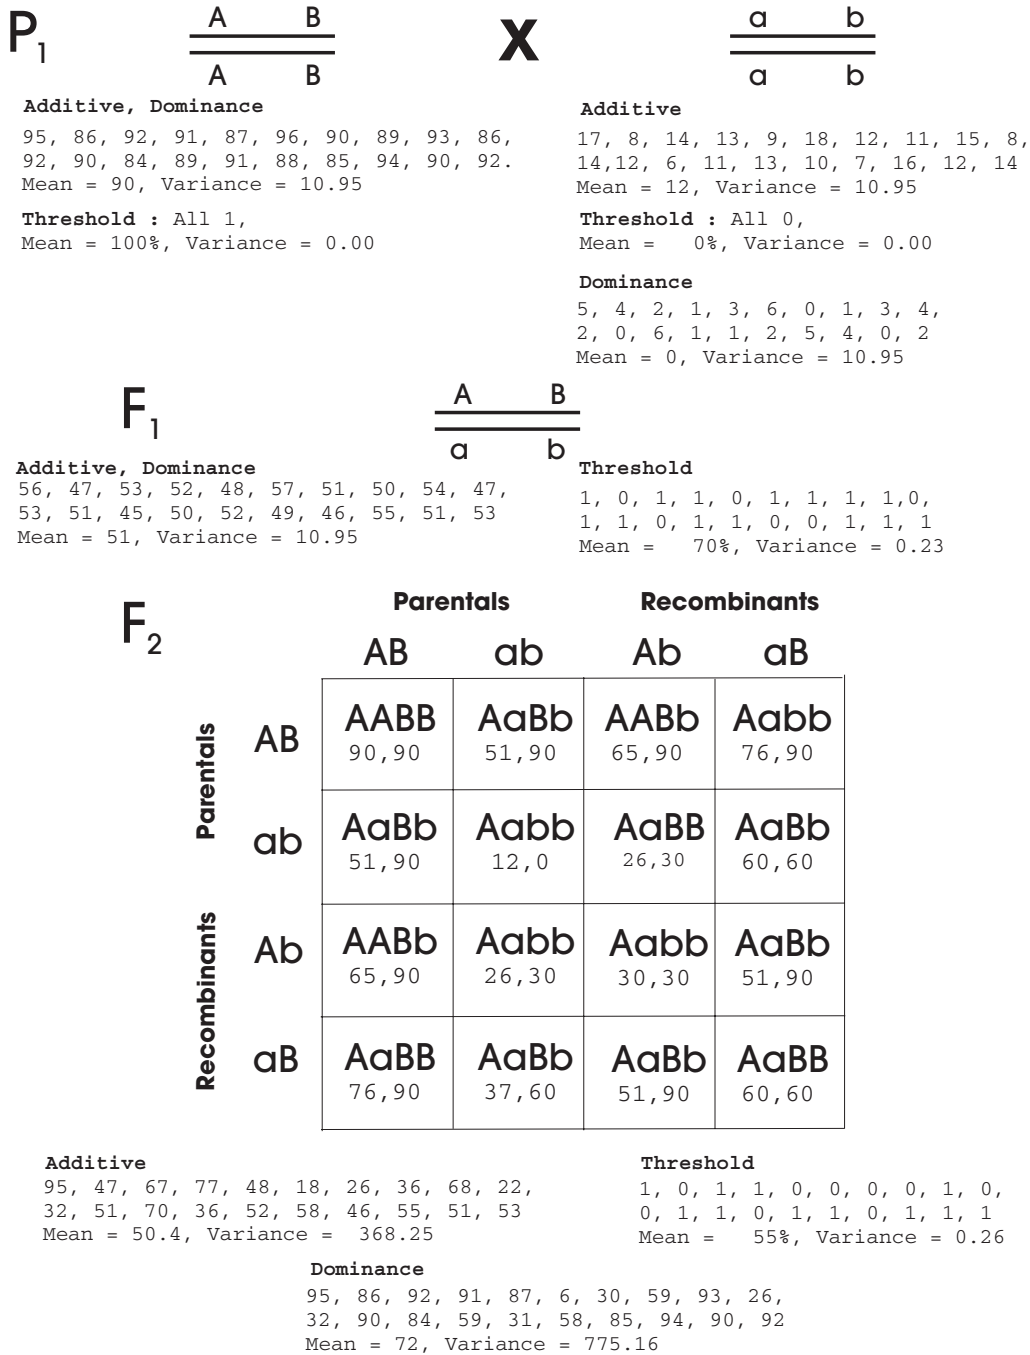 P1
A B
A B
X
a b
a b
Additive, Dominance
95, 86, 92, 91, 87, 96, 90, 89, 93, 86,
92, 90, 84, 89, 91, 88, 85, 94, 90, 92.
Mean = 90, Variance = 10.95
Threshold : All 1,
Mean = 100%, Variance = 0.00
Additive
17, 8, 14, 13, 9, 18, 12, 11, 15, 8,
14,12, 6, 11, 13, 10, 7, 16, 12, 14
Mean = 12, Variance = 10.95
Threshold : All 0,
Mean = 0%, Variance = 0.00
Dominance
5, 4, 2, 1, 3, 6, 0, 1, 3, 4,
2, 0, 6, 1, 1, 2, 5, 4, 0, 2
Mean = 0, Variance = 10.95
F1
A B
a b
Additive, Dominance
56, 47, 53, 52, 48, 57, 51, 50, 54, 47,
53, 51, 45, 50, 52, 49, 46, 55, 51, 53
Mean = 51, Variance = 10.95
Threshold
1, 0, 1, 1, 0, 1, 1, 1, 1,0,
1, 1, 0, 1, 1, 0, 0, 1, 1, 1
Mean = 70%, Variance = 0.23
F2
Parentals Recombinants
AB ab Ab aB
Parentals
AB AABB AaBb AABb Aabb
90,90 51,90 65,90 76,90
ab AaBb Aabb AaBB AaBb
51,90 12,0 26,30 60,60
Recombinants
Ab AABb Aabb Aabb AaBb
65,90 26,30 30,30 51,90
aB AaBB AaBb AaBb AaBB
76,90 37,60 51,90 60,60
Additive
95, 47, 67, 77, 48, 18, 26, 36, 68, 22,
32, 51, 70, 36, 52, 58, 46, 55, 51, 53
Mean = 50.4, Variance = 368.25
Threshold
1, 0, 1, 1, 0, 0, 0, 0, 1, 0,
0, 1, 1, 0, 1, 1, 0, 1, 1, 1
Mean = 55%, Variance = 0.26
Dominance
95, 86, 92, 91, 87, 6, 30, 59, 93, 26,
32, 90, 84, 59, 31, 58, 85, 94, 90, 92
Mean = 72, Variance = 775.16